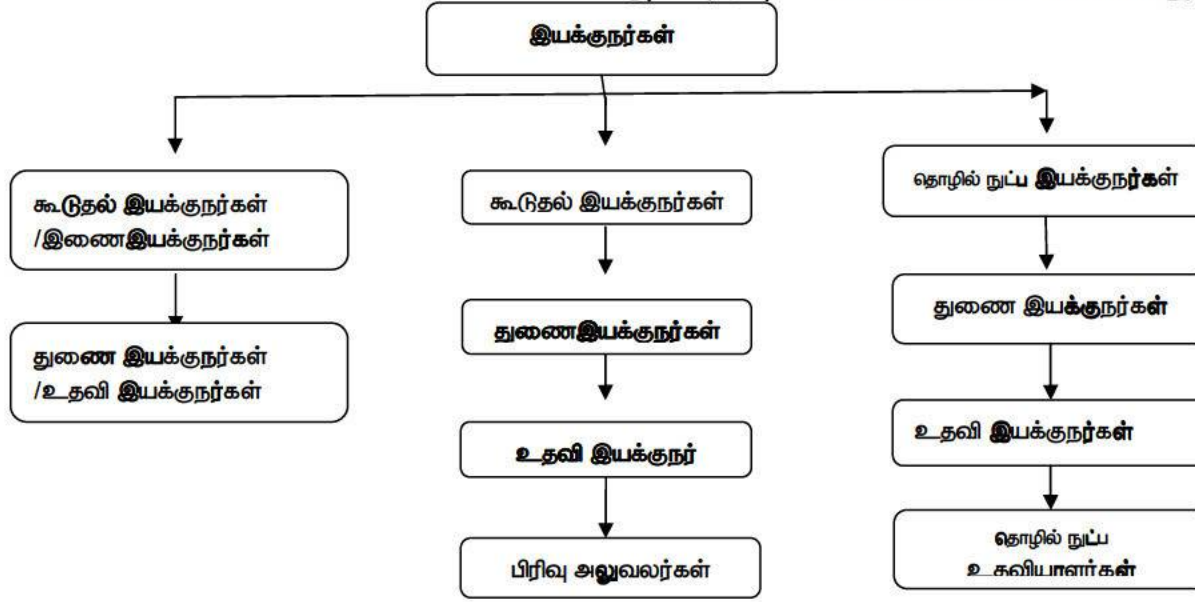 இயக்குநர்கள்
கூடுதல் இயக்குநர்கள்
/இணைஇயக்குநர்கள்
துணை இயக்குநர்கள்
/உதவி இயக்குநர்கள்
கூடுதல் இயக்குநர்கள்
துணைஇயக்குநர்கள்
உதவி இயக்குநர்
பிரிவு அலுவலர்கள்
தொழில் நுட்ப இயக்குநர்கள்
துணை இயக்குநர்கள்
உதவி இயக்குநர்கள்
தொழில் நுட்ப
உதவியாளர்கள்